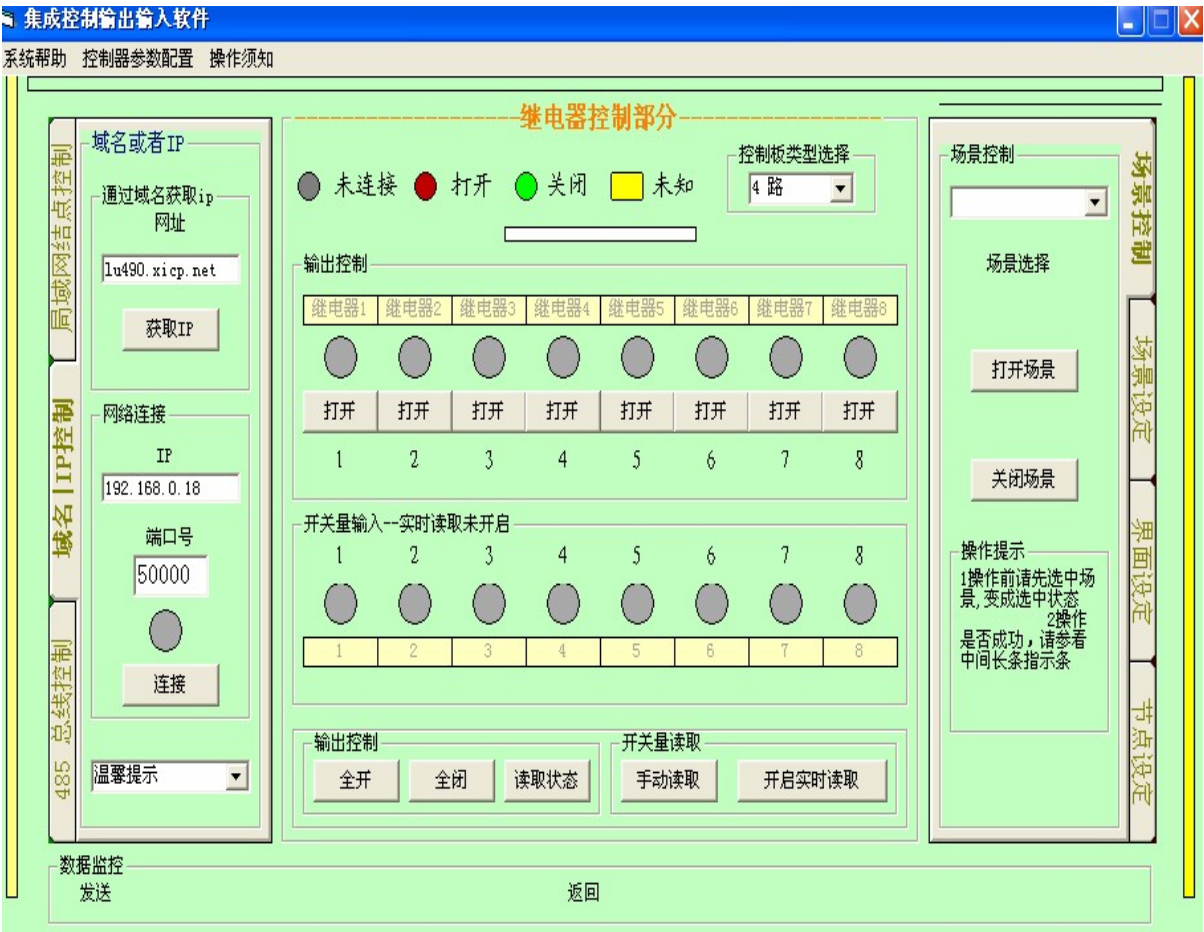 集成控制输出输入软件
系统帮助 控制器参数配置 操作须知
局域网结点控制
域名|IP控制
485 总线控制
域名或者IP
通过域名获取ip
网址
lu490.xicp.net
获取IP
网络连接
IP
192.168.0.18
端口号
50000
连接
温馨提示
继电器控制部分
未连接 打开 关闭 未知
控制板类型选择
4 路
输出控制
继电器1 继电器2 继电器3 继电器4 继电器5 继电器6 继电器7 继电器8
打开 打开 打开 打开 打开 打开 打开 打开
1 2 3 4 5 6 7 8
开关量输入--实时读取未开启
1 2 3 4 5 6 7 8
1 2 3 4 5 6 7 8
输出控制
全开 全闭 读取状态
开关量读取
手动读取 开启实时读取
场景控制
场景选择
打开场景
关闭场景
操作提示
1操作前请先选中场
景,变成选中状态
2操作
是否成功，请参看
中间长条指示条
场景控制
场景设定
界面设定
节点设定
数据监控
发送 返回